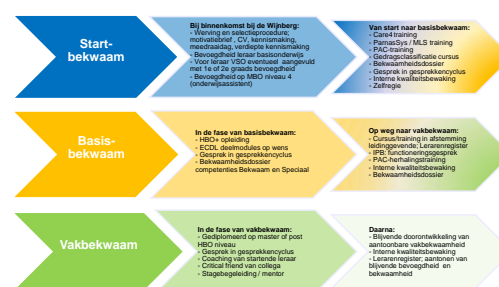 Start-
bekwaam
Bij binnenkomst bij de Wijnberg:
- Werving en selectieprocedure;
motivatiebrief , CV, kennismaking,
meedraaidag, verdiepte kennismaking
- Bevoegdheid leraar basisonderwijs
- Voor leraar VSO eventueel aangevuld
met 1e of 2e graads bevoegdheid
- Bevoegdheid op MBO niveau 4
(onderwijsassistent)
Van start naar basisbekwaam:
- Care4 training
- ParnasSys / MLS training
- PAC-training
- Gedragsclassificatie cursus
- Bekwaamheidsdossier
- Gesprek in gesprekkencyclus
- Interne kwaliteitsbewaking
- Zelfregie
Basis-
bekwaam
In de fase van basisbekwaam:
- HBO+ opleiding
- ECDL deelmodules op wens
- Gesprek in gesprekkencyclus
- Bekwaamheidsdossier
competenties Bekwaam en Speciaal
Op weg naar vakbekwaam:
- Cursus/training in afstemming
leidinggevende; Lerarenregister
- IPB: functioneringsgesprek
- PAC-herhalingstraining
- Interne kwaliteitsbewaking
- Bekwaamheidsdossier
Vakbekwaam
In de fase van vakbekwaam:
- Gediplomeerd op master of post
HBO niveau
- Gesprek in gesprekkencyclus
- Coaching van startende leraar
- Critical friend van collega
- Stagebegeleiding / mentor
Daarna:
- Blijvende doorontwikkeling van
aantoonbare vakbekwaamheid
- Interne kwaliteitsbewaking
- Lerarenregister; aantonen van
blijvende bevoegdheid en
bekwaamheid